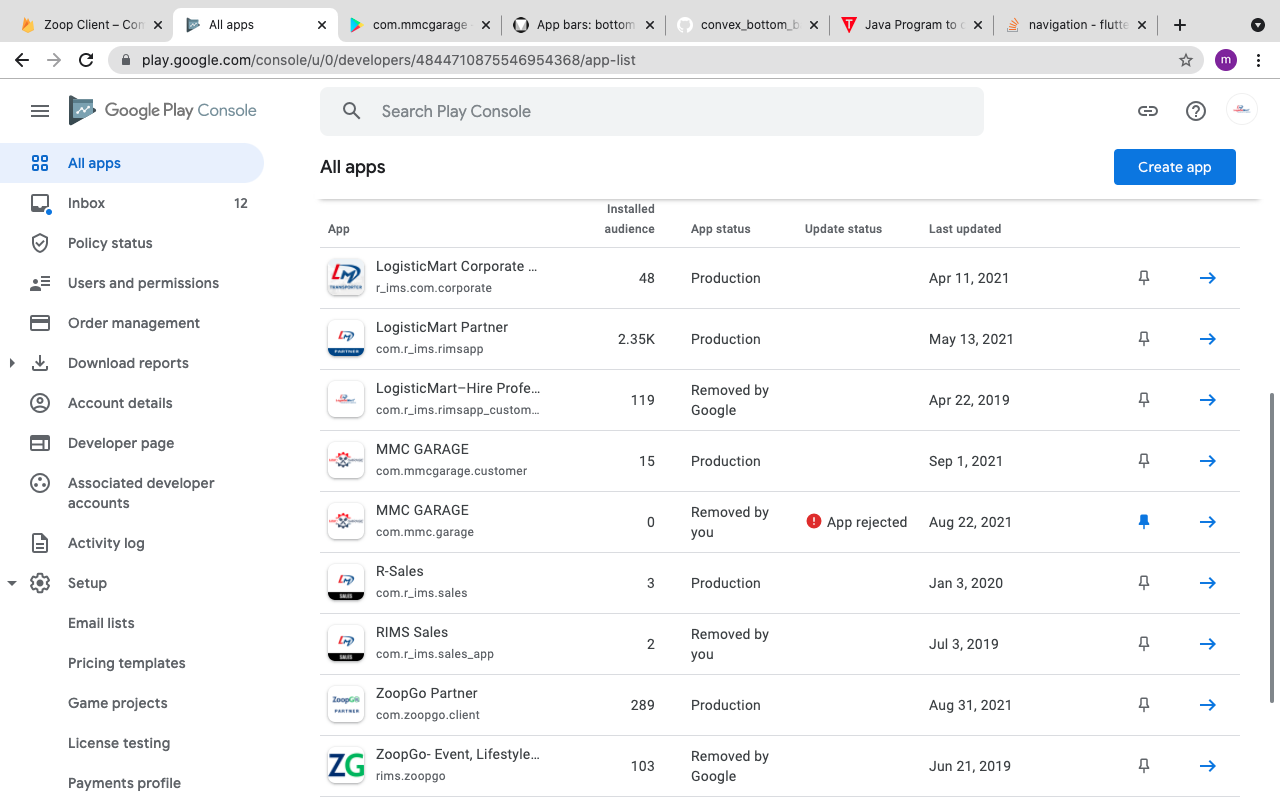 Zoop Client – Con
All apps
com.mmcgarage
App bars: bottom
convex_bottom_b
Java Program to c
navigation - flutte
play.google.com/console/u/0/developers/4844710875546954368/app-list
m
Google Play Console
Search Play Console
All apps
Inbox 12
Policy status
Users and permissions
Order management
Download reports
Account details
Developer page
Associated developer
accounts
Activity log
Setup
Email lists
Pricing templates
Game projects
License testing
Payments profile
All apps
Create app
App
Installed
audience
App status
Update status
Last updated
LogisticMart Corporate ...
r_ims.com.corporate
48
Production
Apr 11, 2021
LogisticMart Partner
com.r_ims.rimsapp
2.35K
Production
May 13, 2021
LogisticMart–Hire Profe...
com.r_ims.rimsapp_custom...
119
Removed by
Google
Apr 22, 2019
MMC GARAGE
com.mmcgarage.customer
15
Production
Sep 1, 2021
MMC GARAGE
com.mmc.garage
0
Removed by
you
App rejected
Aug 22, 2021
R-Sales
com.r_ims.sales
3
Production
Jan 3, 2020
RIMS Sales
com.r_ims.sales_app
2
Removed by
you
Jul 3, 2019
ZoopGo
PARTNER
ZoopGo Partner
com.zoopgo.client
289
Production
Aug 31, 2021
ZG
ZoopGo- Event, Lifestyle...
rims.zoopgo
103
Removed by
Google
Jun 21, 2019